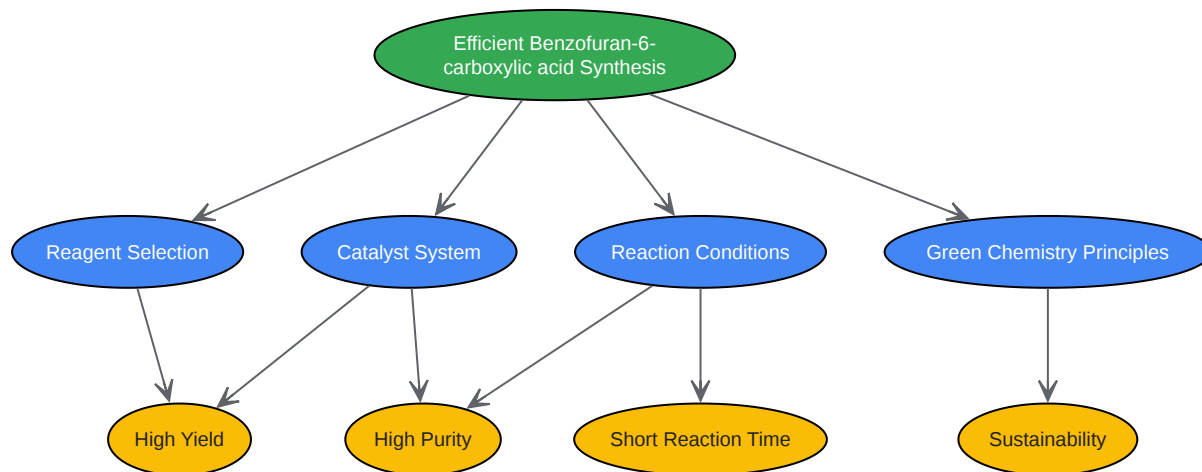 Efficient Benzofuran-6-
carboxylic acid Synthesis
Reagent Selection
Catalyst System
Reaction Conditions
Green Chemistry Principles
High Yield
High Purity
Short Reaction Time
Sustainability